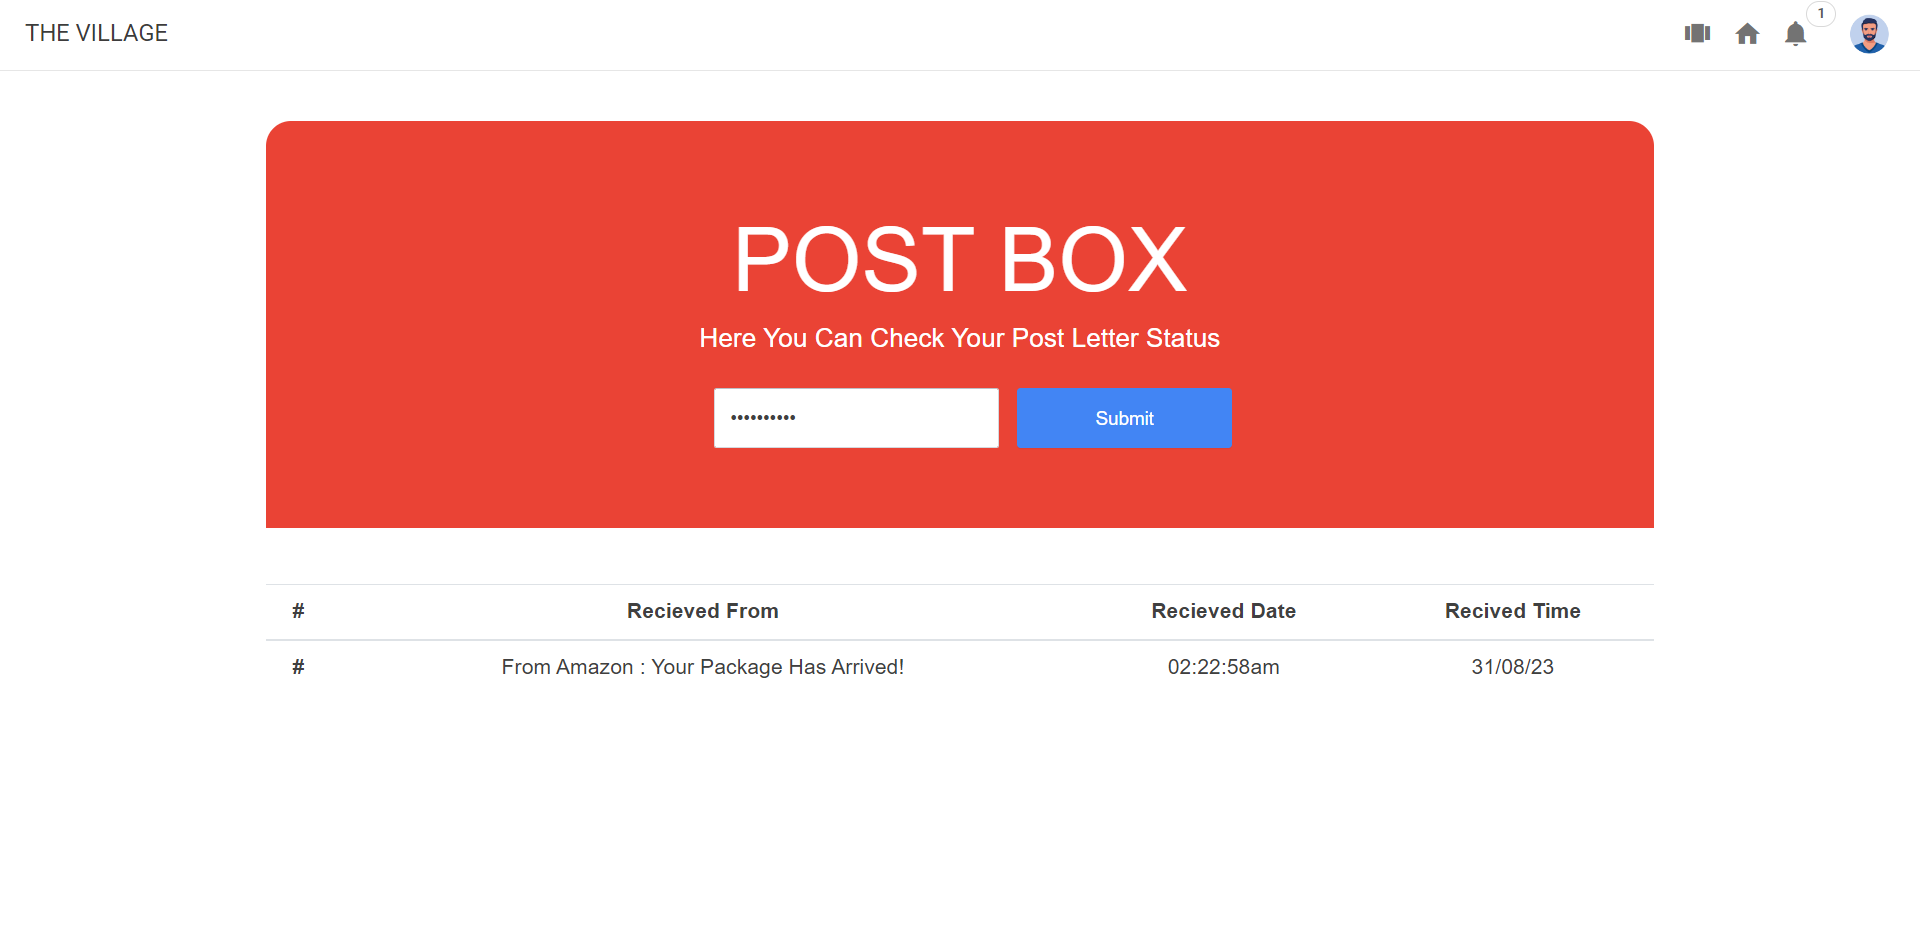 THE VILLAGE
1
POST BOX
Here You Can Check Your Post Letter Status
••••••••••
Submit
# Recieved From Recieved Date Recived Time
# From Amazon : Your Package Has Arrived! 02:22:58am 31/08/23